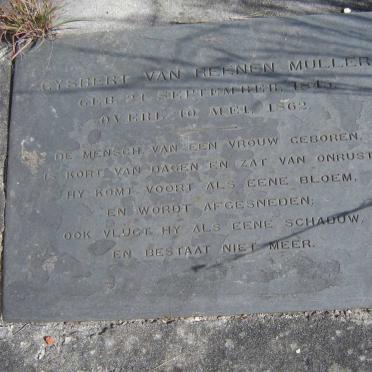 GYSBERT VAN REENEN MULLER
GEB. 21 SEPTEMBER
OVERL. 10 MEI, 1862.
DE MENSCH VAN EEN VROUW GEBOREN,
IS KORT VAN DAGEN EN ZAT VAN ONRUST
HY KOMT VOORT ALS EENE BLOEM,
EN WORDT AFGESNEDEN;
OOK VLUGT HY ALS EENE SCHADUW,
EN BESTAAT NIET MEER.